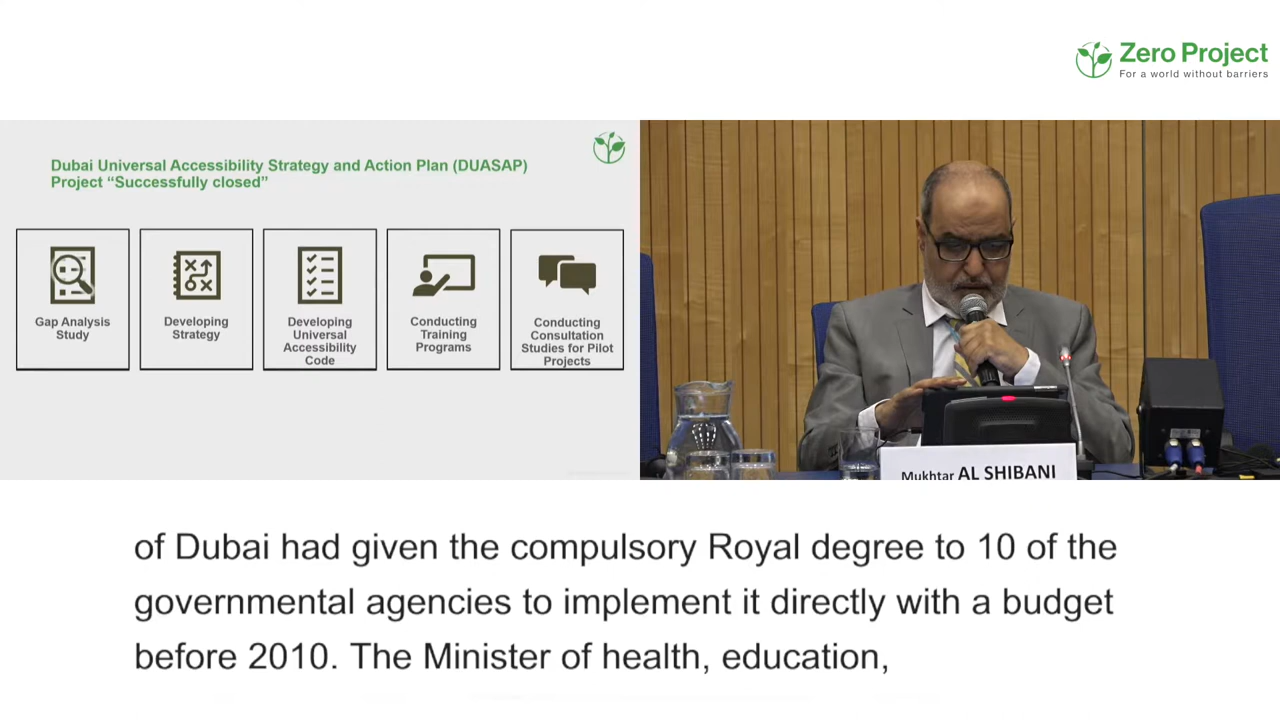 Zero Project
For a world without barriers
Dubai Universal Accessibility Strategy and Action Plan (DUASAP)
Project “Successfully closed”
Gap Analysis
Study
Developing
Strategy
Developing
Universal
Accessibility
Code
Conducting
Training
Programs
Conducting
Consultation
Studies for Pilot
Projects
Mukhtar AL SHIBANI
of Dubai had given the compulsory Royal degree to 10 of the
governmental agencies to implement it directly with a budget
before 2010. The Minister of health, education,